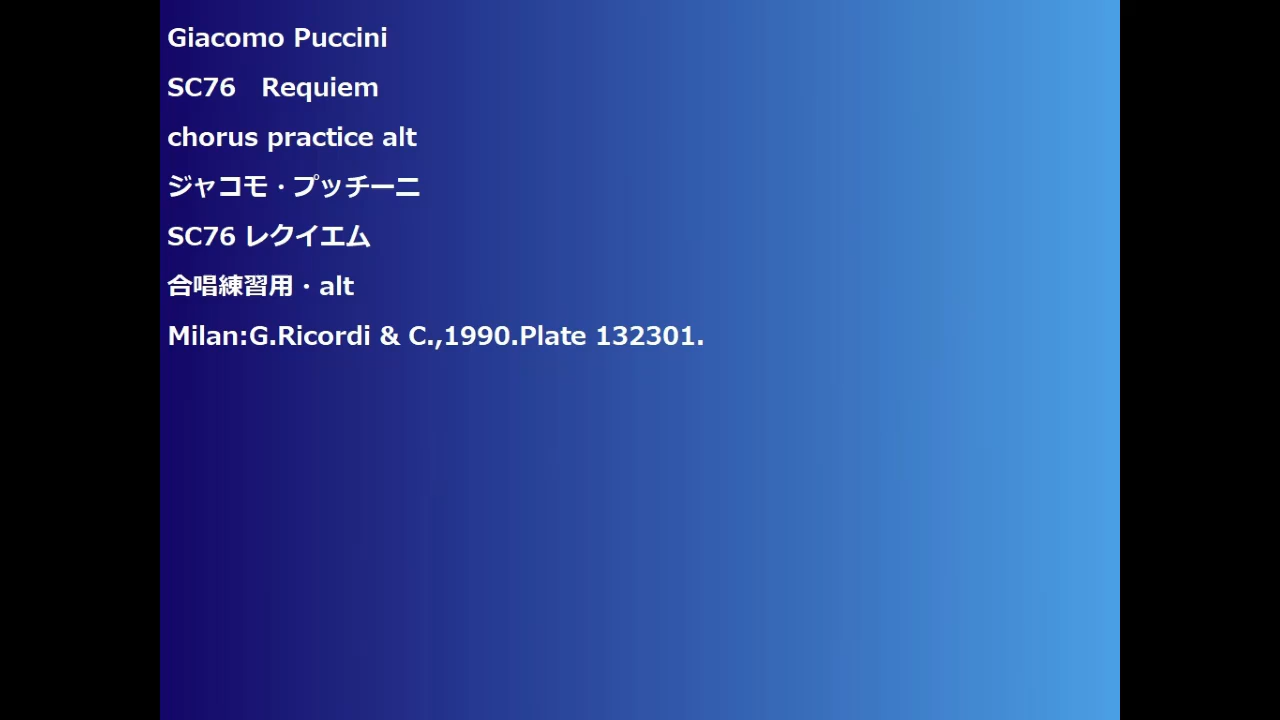 Giacomo Puccini
SC76　Requiem
chorus practice alt
ジャコモ・プッチーニ
SC76 レクイエム
合唱練習用・alt
Milan:G.Ricordi & C.,1990.Plate 132301.